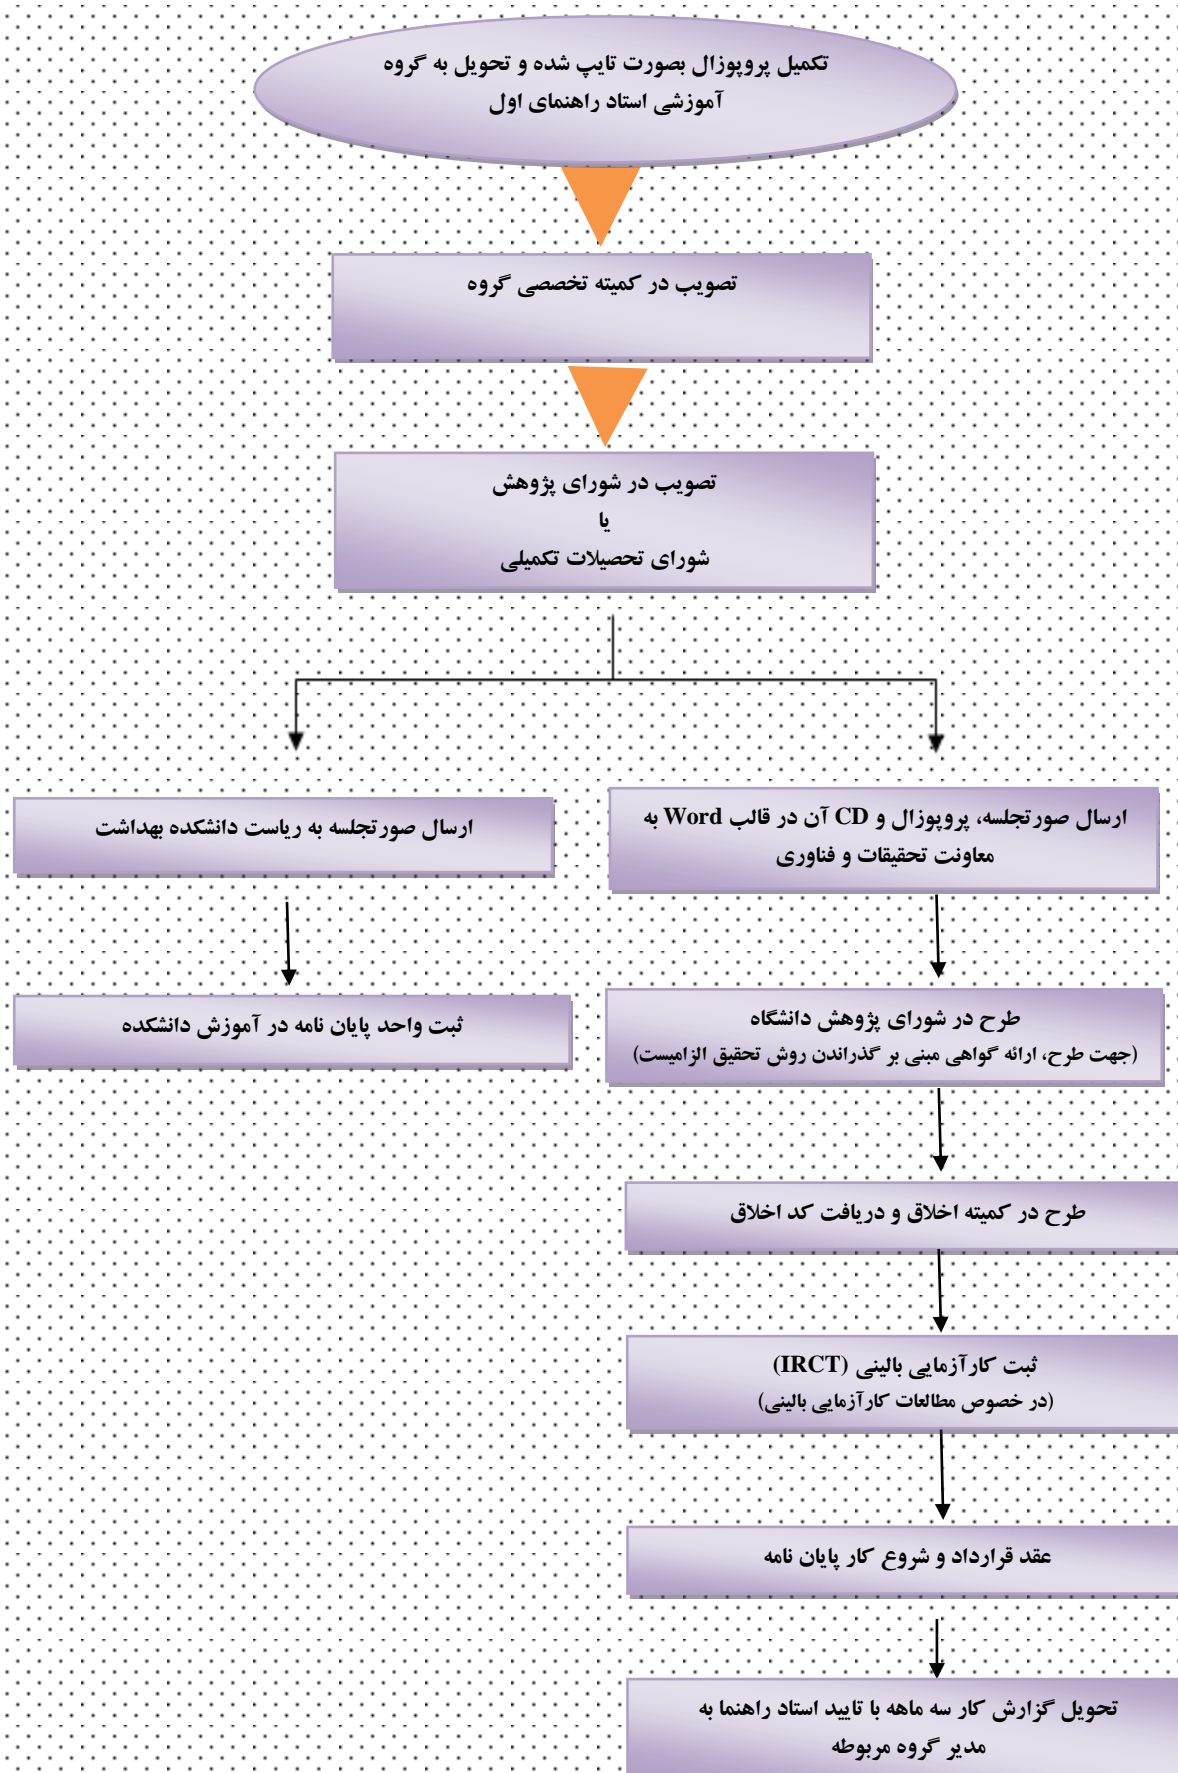 تکمیل پروپوزال بصورت تایپ شده و تحویل به گروه
آموزشی استاد راهنمای اول
تصویب در کمیته تخصصی گروه
تصویب در شورای پژوهش
یا
شورای تحصیلات تکمیلی
ارسال صورتجلسه، پروپوزال و CD آن در قالب Word به
معاونت تحقیقات و فناوری
ارسال صورتجلسه به ریاست دانشکده بهداشت
طرح در شورای پژوهش دانشگاه
(جهت طرح، ارائه گواهی مبنی بر گذراندن روش تحقیق الزامیست)
ثبت واحد پایان نامه در آموزش دانشکده
طرح در کمیته اخلاق و دریافت کد اخلاق
ثبت کارآزمایی بالینی (IRCT)
(در خصوص مطالعات کارآزمایی بالینی)
عقد قرارداد و شروع کار پایان نامه
تحویل گزارش کار سه ماهه با تایید استاد راهنما به
مدیر گروه مربوطه